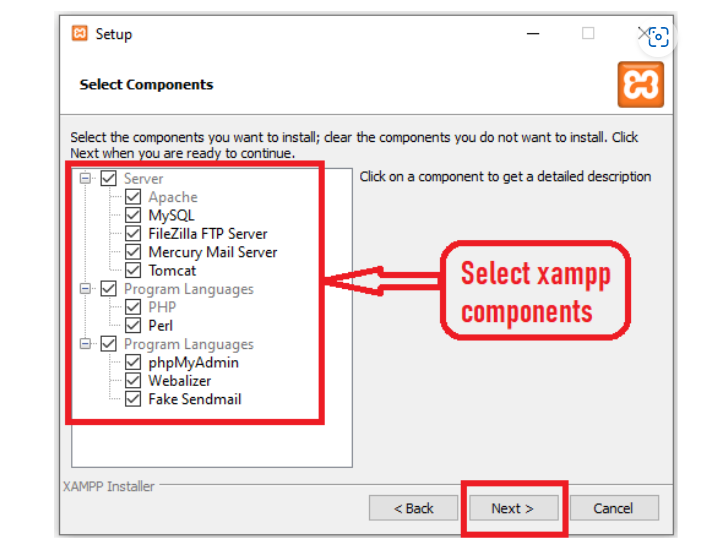 Setup
Select Components
Select the components you want to install; clear the components you do not want to install. Click
Next when you are ready to continue.
Server
Apache
MySQL
FileZilla FTP Server
Mercury Mail Server
Tomcat
Program Languages
PHP
Perl
Program Languages
phpMyAdmin
Webalizer
Fake Sendmail
Click on a component to get a detailed description
Select xampp
components
XAMPP Installer
< Back
Next >
Cancel